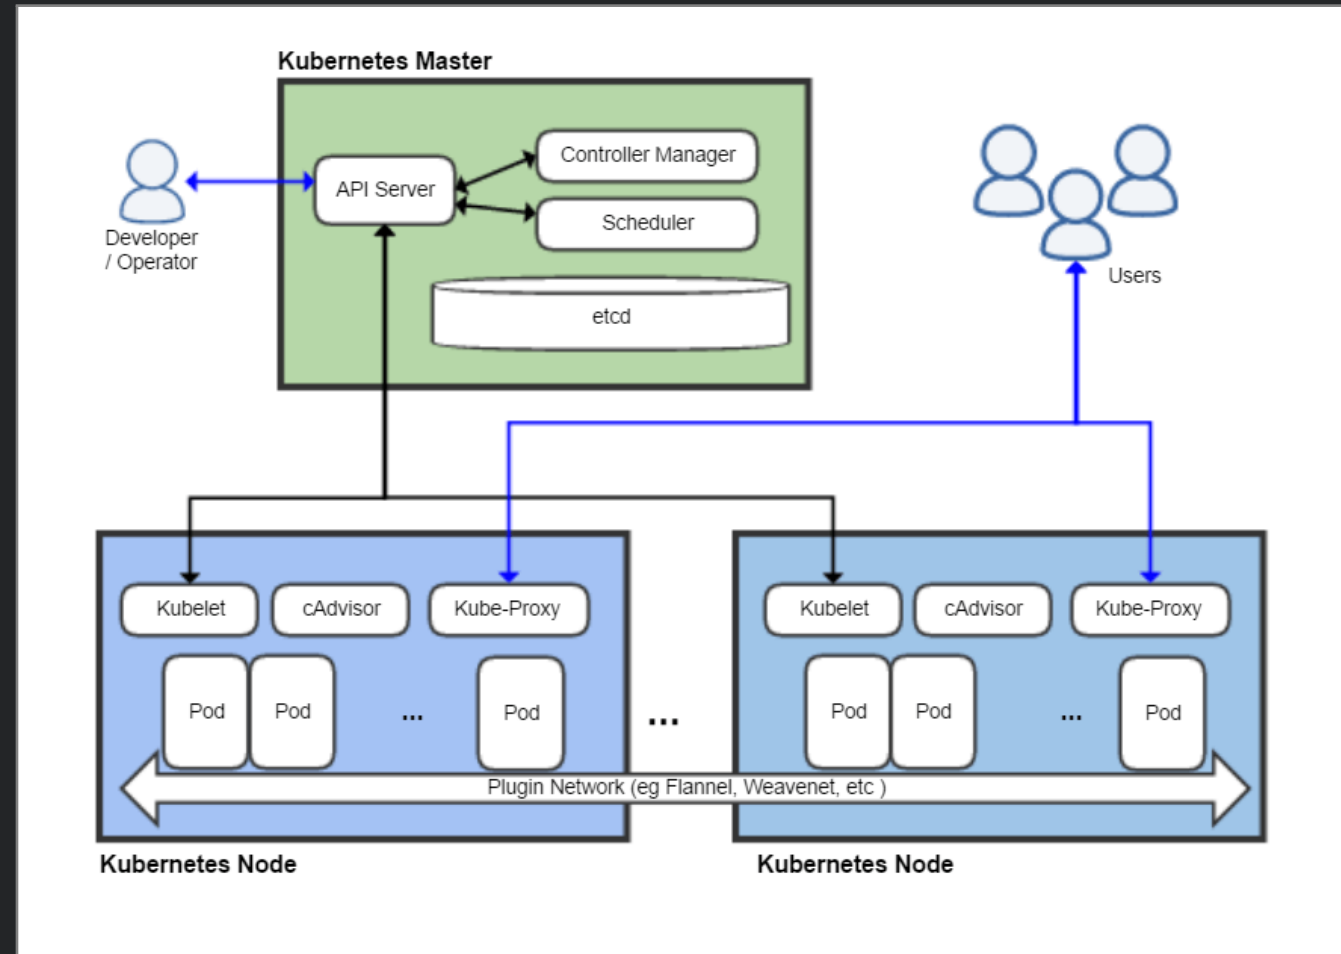 Kubernetes Master
Controller Manager
API Server
Scheduler
etcd
Developer
/ Operator
Users
Kubelet
cAdvisor
Kube-Proxy
Pod
Pod
...
Pod
...
Kubelet
cAdvisor
Kube-Proxy
Pod
Pod
...
Pod
Plugin Network (eg Flannel, Weavenet, etc )
Kubernetes Node
Kubernetes Node